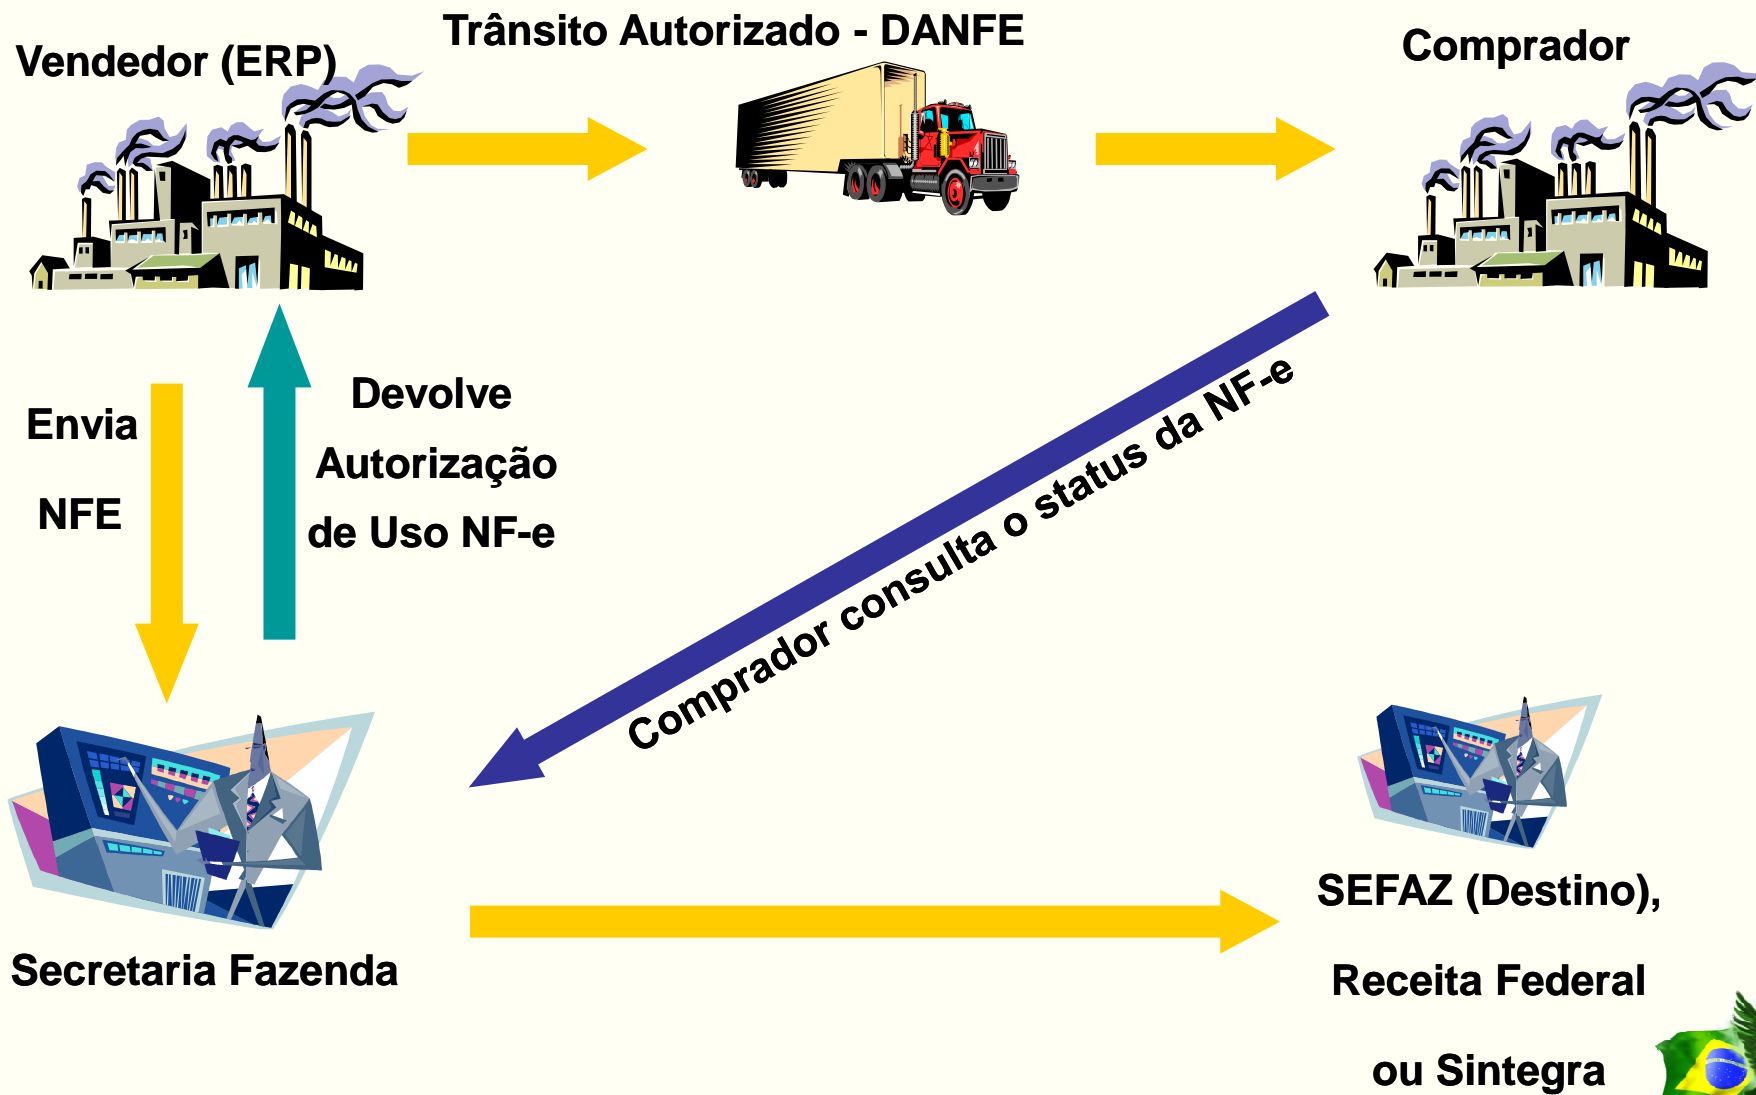 Trânsito Autorizado - DANFE
Vendedor (ERP)
Comprador
Envia
NFE
Devolve
Autorização
de Uso NF-e
Comprador consulta o status da NF-e
Secretaria Fazenda
SEFAZ (Destino),
Receita Federal
ou Sintegra